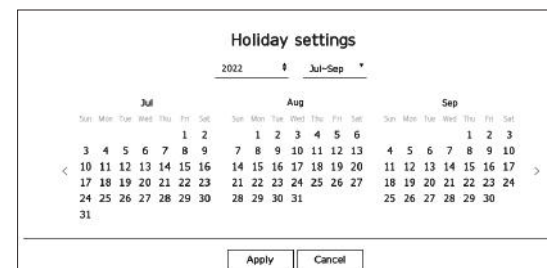 Holiday settings
2022 Jul~Sep
Jul Aug Sep
Sun Mon Tue Wed Thu Fri Sat Sun Mon Tue Wed Thu Fri Sat Sun Mon Tue Wed Thu Fri Sat
1 2 1 2 3 4 5 6 1 2 3
3 4 5 6 7 8 9 7 8 9 10 11 12 13 4 5 6 7 8 9 10
< 10 11 12 13 14 15 16 14 15 16 17 18 19 20 11 12 13 14 15 16 17 >
17 18 19 20 21 22 23 21 22 23 24 25 26 27 18 19 20 21 22 23 24
24 25 26 27 28 29 30 28 29 30 31 25 26 27 28 29 30
31
Apply Cancel